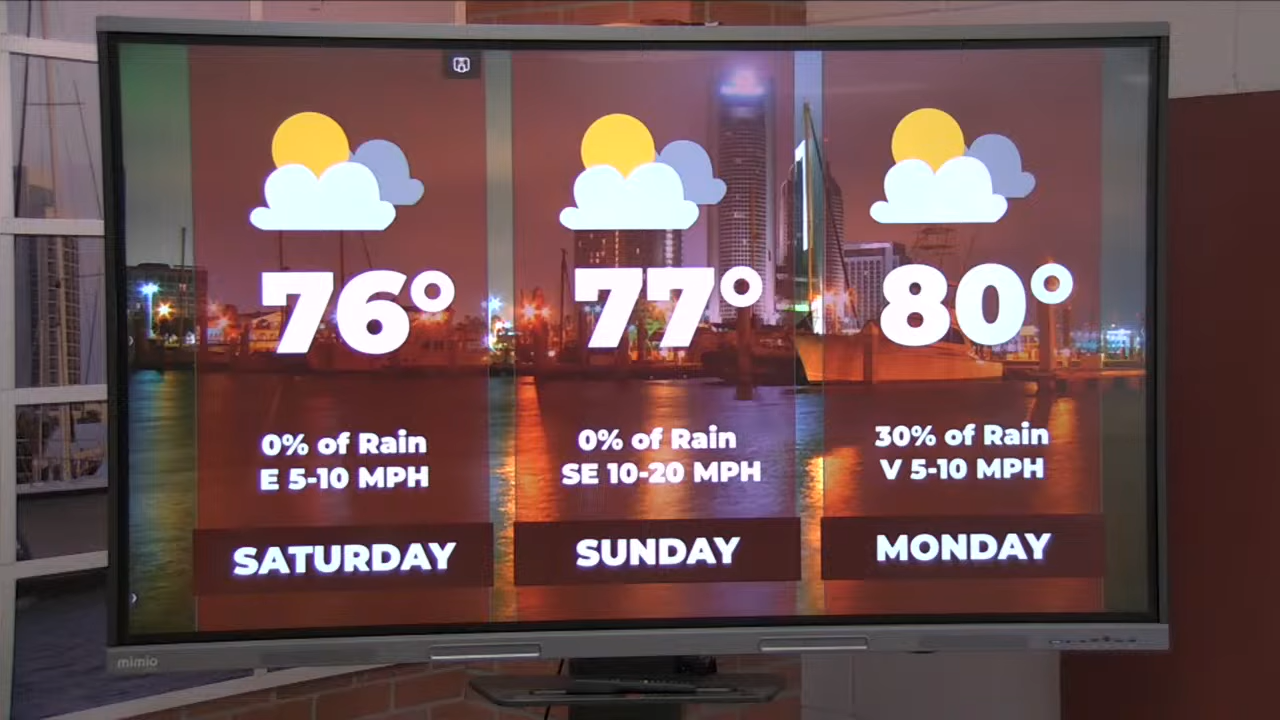 76°
0% of Rain
E 5-10 MPH
SATURDAY
77°
0% of Rain
SE 10-20 MPH
SUNDAY
80°
30% of Rain
V 5-10 MPH
MONDAY
mimio